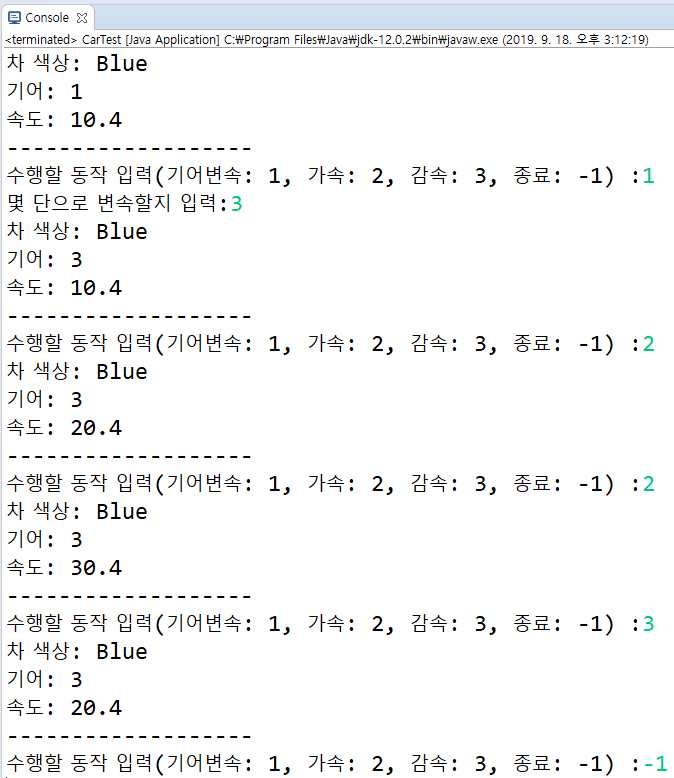 Console
<terminated> CarTest [Java Application] C:₩Program Files₩Java₩jdk-12.0.2₩bin₩javaw.exe (2019. 9. 18. 오후 3:12:19)
차 색상: Blue
기어: 1
속도: 10.4
-------------------
수행할 동작 입력(기어변속: 1, 가속: 2, 감속: 3, 종료: -1) :1
몇 단으로 변속할지 입력:3
차 색상: Blue
기어: 3
속도: 10.4
-------------------
수행할 동작 입력(기어변속: 1, 가속: 2, 감속: 3, 종료: -1) :2
차 색상: Blue
기어: 3
속도: 20.4
-------------------
수행할 동작 입력(기어변속: 1, 가속: 2, 감속: 3, 종료: -1) :2
차 색상: Blue
기어: 3
속도: 30.4
-------------------
수행할 동작 입력(기어변속: 1, 가속: 2, 감속: 3, 종료: -1) :3
차 색상: Blue
기어: 3
속도: 20.4
-------------------
수행할 동작 입력(기어변속: 1, 가속: 2, 감속: 3, 종료: -1) :-1